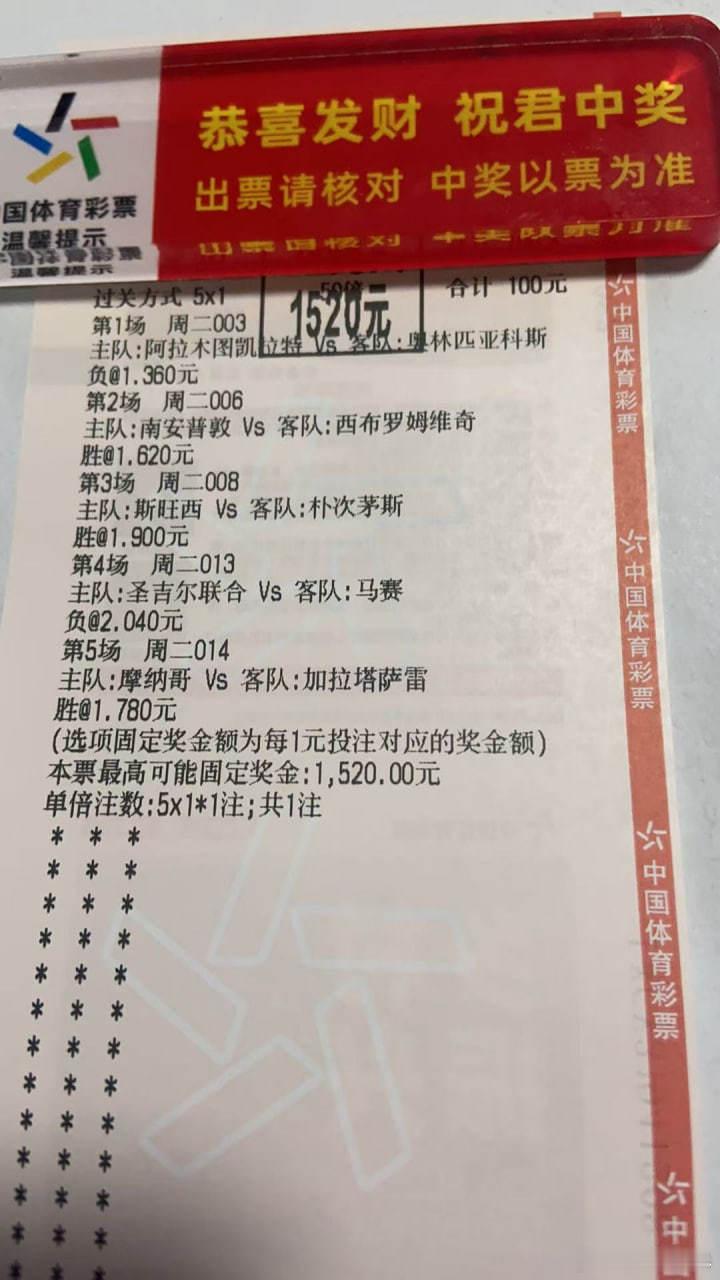 恭喜发财 祝君中奖
出票请核对 中奖以票为准
国体育彩票
温馨提示
过关方式 5x1
50倍
合计 100元
1520元
第1场 周二003
主队:阿拉木图凯拉特 Vs 客队:奥林匹亚科斯
负@1.360元
第2场 周二006
主队:南安普敦 Vs 客队:西布罗姆维奇
胜@1.620元
第3场 周二008
主队:斯旺西 Vs 客队:朴次茅斯
胜@1.900元
第4场 周二013
主队:圣吉尔联合 Vs 客队:马赛
负@2.040元
第5场 周二014
主队:摩纳哥 Vs 客队:加拉塔萨雷
胜@1.780元
(选项固定奖金额为每1元投注对应的奖金额)
本票最高可能固定奖金:1,520.00元
单倍注数:5x1*1注;共1注
* * *
* * *
* * *
* * *
* * *
* * *
* * *
* * *
* * *
* * *
* * *
* * *
* * *
中国体育彩票
中国体育彩票
中国体育彩票
中